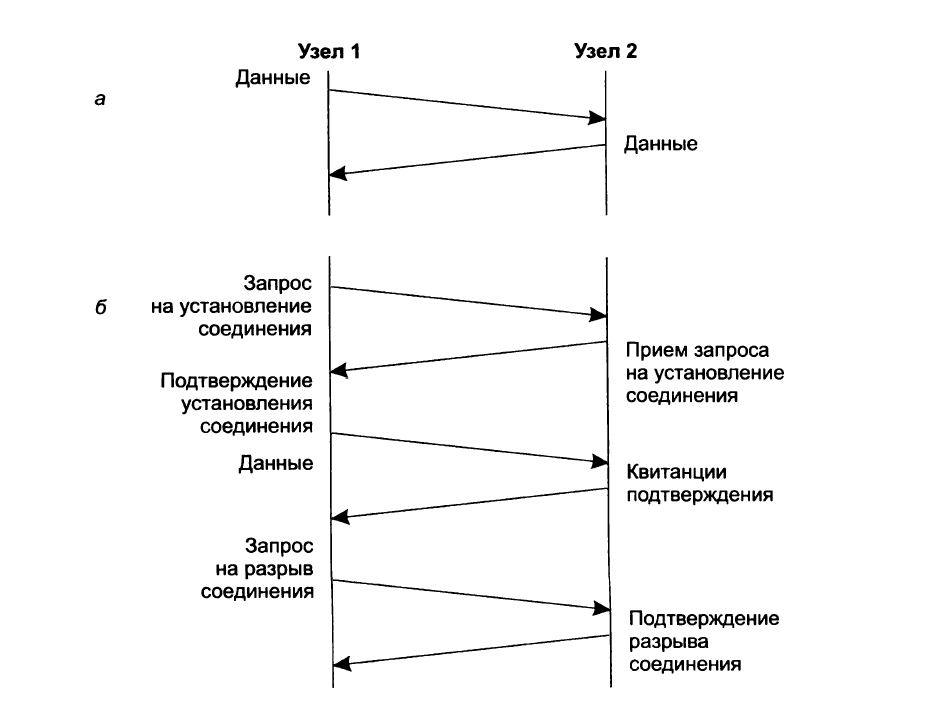 Узел 1
Узел 2
Данные
а
Данные
Запрос
на установление
соединения
б
Прием запроса
на установление
соединения
Подтверждение
установления
соединения
Данные
Квитанции
подтверждения
Запрос
на разрыв
соединения
Подтверждение
разрыва
соединения